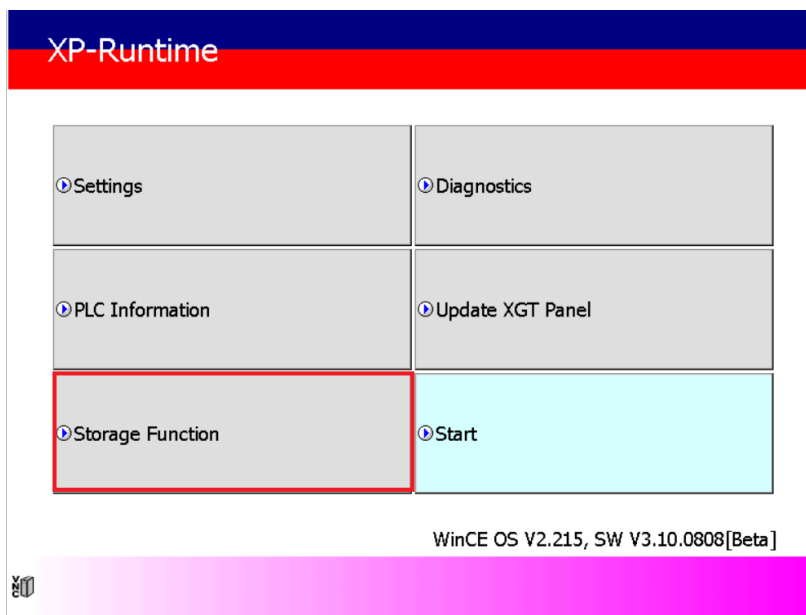 XP-Runtime
Settings
Diagnostics
PLC Information
Update XGT Panel
Storage Function
Start
WinCE OS V2.215, SW V3.10.0808[Beta]
VNC